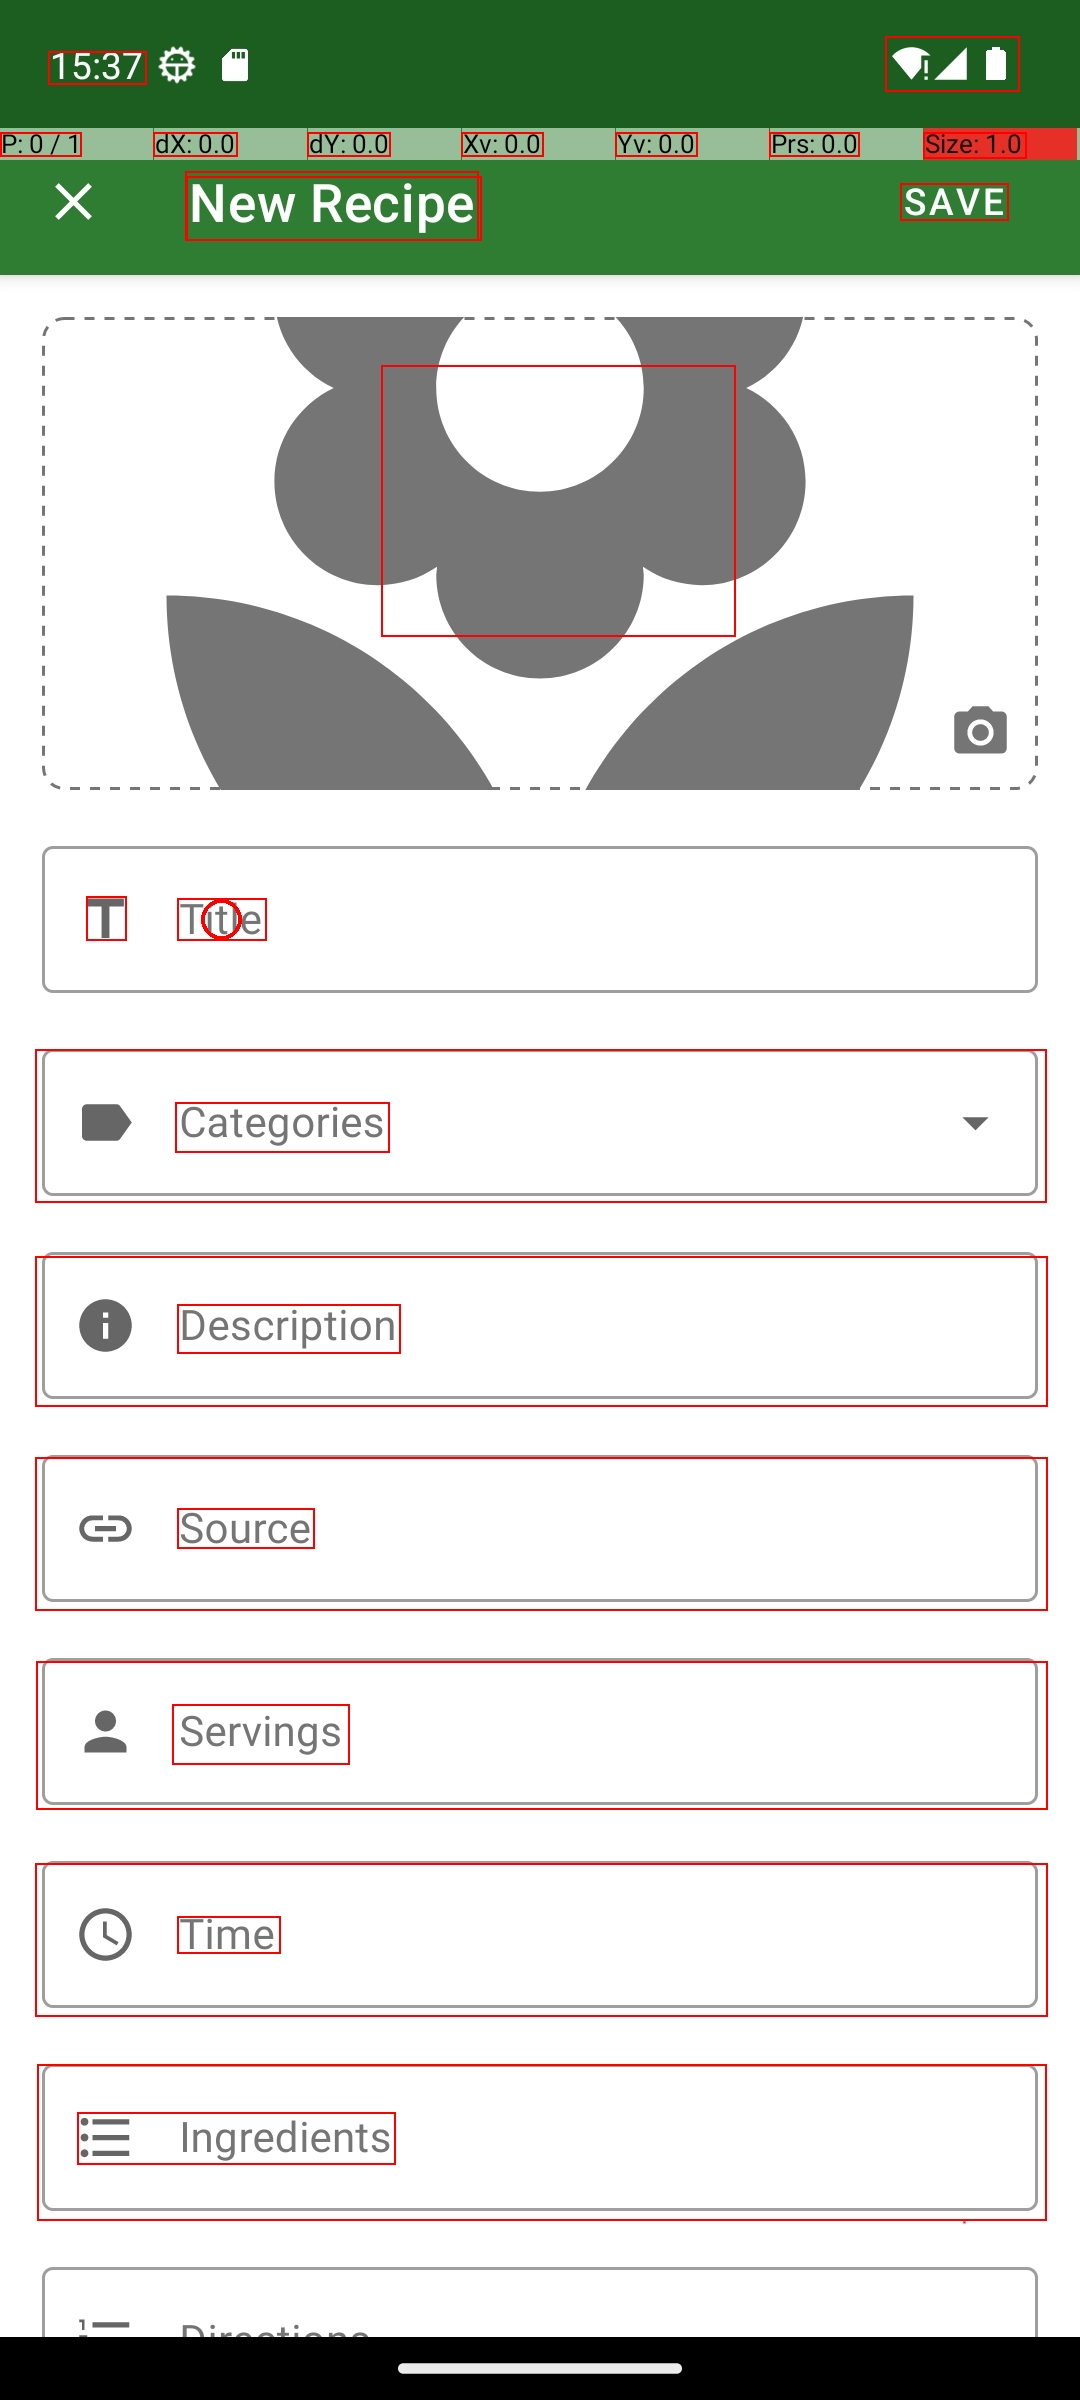 15:37
P: 0 / 1 dX: 0.0 dY: 0.0 Xv: 0.0 Yv: 0.0 Prs: 0.0 Size: 1.0
New Recipe SAVE
Title
Categories
Description
Source
Servings
Time
Ingredients
Directions